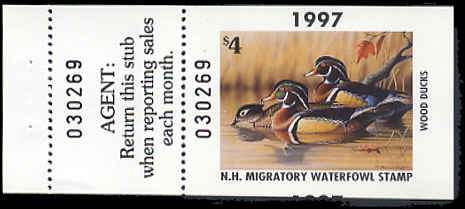 030269
AGENT:
Return this stub
when reporting sales
each month.
030269
1997
$4
WOOD DUCKS
N.H. MIGRATORY WATERFOWL STAMP